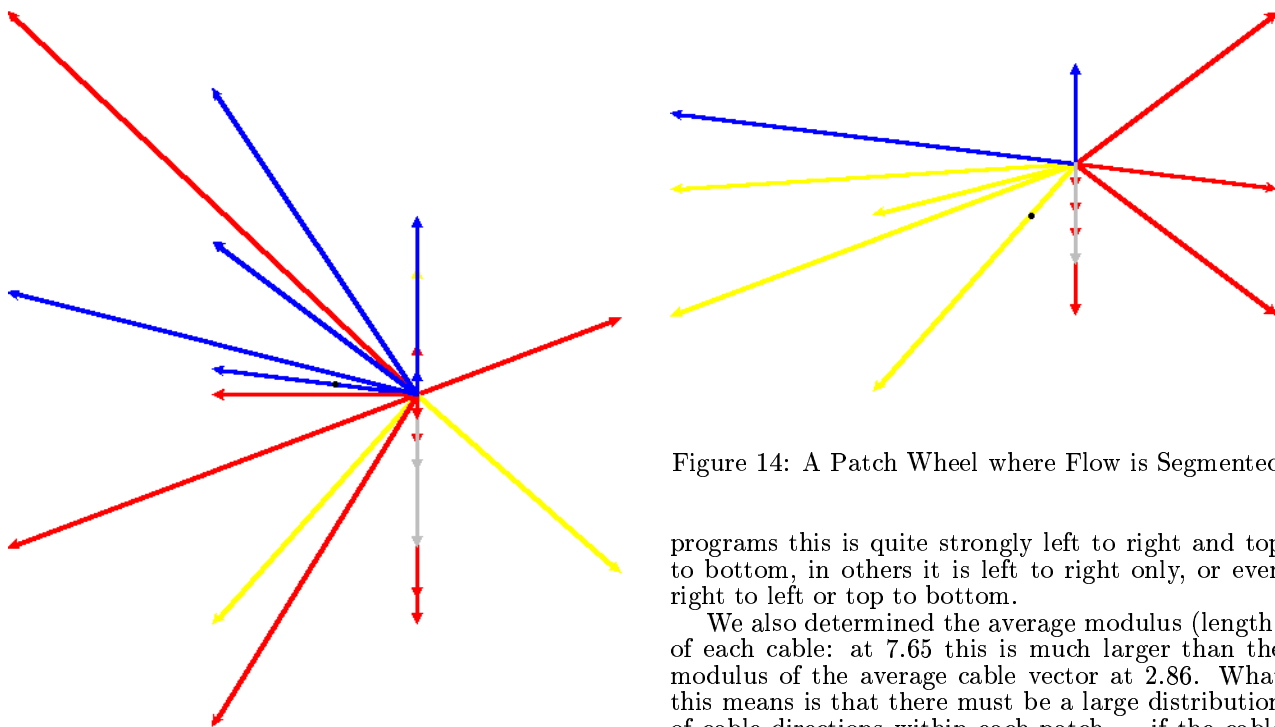 Figure 14: A Patch Wheel where Flow is Segmented
programs this is quite strongly left to right and top
to bottom, in others it is left to right only, or even
right to left or top to bottom.
We also determined the average modulus (length
of each cable: at 7.65 this is much larger than the
modulus of the average cable vector at 2.86. What
this means is that there must be a large distribution